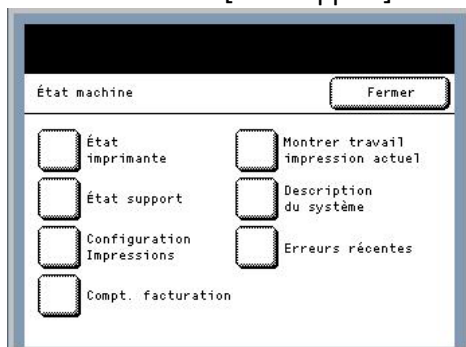 État machine
Fermer
État
imprimante
Montrer travail
impression actuel
État support
Description
du système
Configuration
Impressions
Erreurs récentes
Compt. facturation